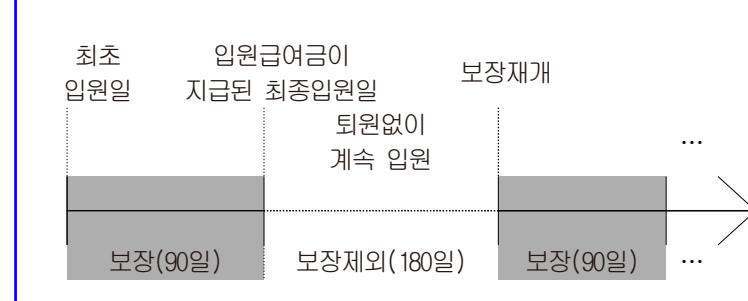 최초
입원일
입원급여금이
지급된 최종입원일
보장재개
퇴원없이
계속 입원
...
보장(90일)
보장제외(180일)
보장(90일)
...